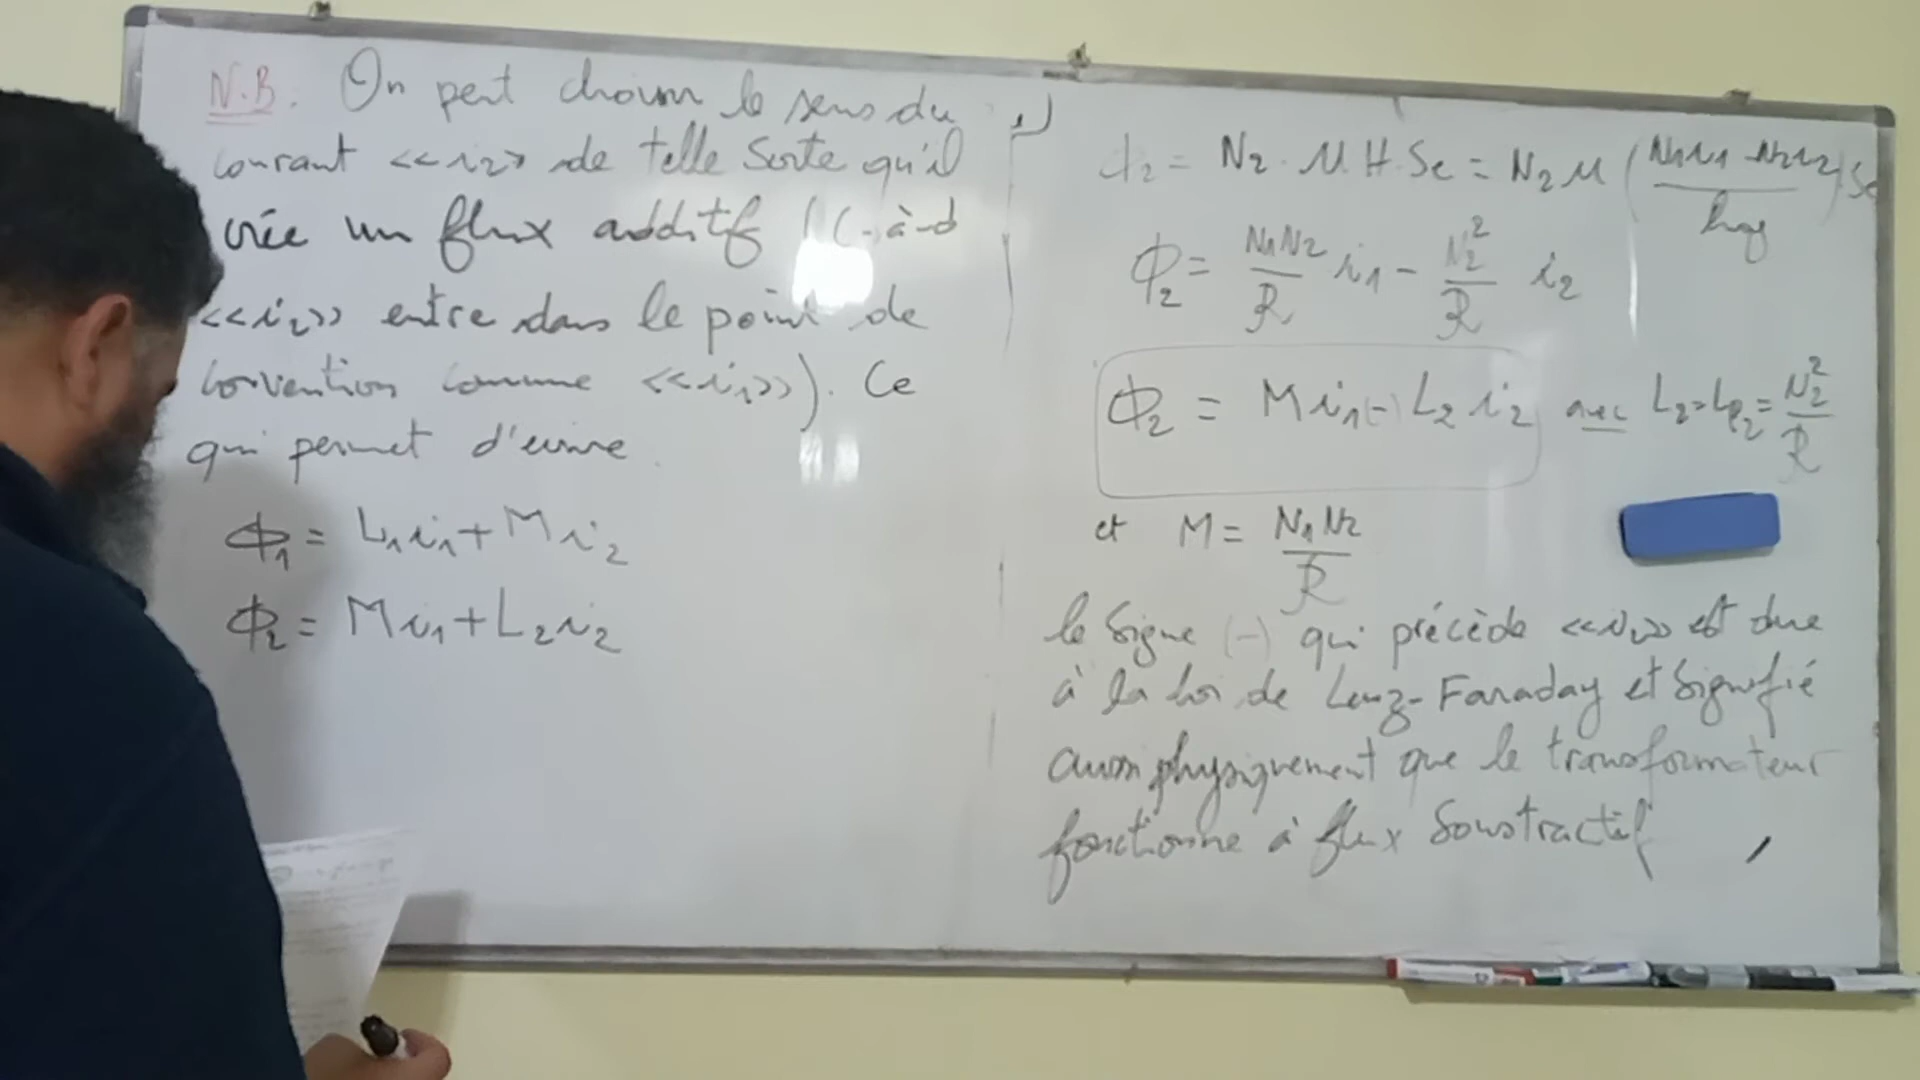 N.B: On peut choisir le sens du
courant <<i2>> de telle sorte qu'il
crée un flux additif (C-à-d
<<i2>> entre dans le point de
convention comme <<i1>>). Ce
qui permet d'écrire.
Φ1 = L1i1 + Mi2
Φ2 = Mi1 + L2i2
Φ2 = N2 . μ. H. Sc = N2 μ (N1i1 - N2i2 / lmoy) Sc
Φ2 = N1N2/R i1 - N2²/R i2
Φ2 = Mi1 (-) L2i2 avec L2 = Lp2 = N2²/R
et M = N1N2/R
le signe (-) qui précède <<i2>> est due
à la loi de Lenz-Faraday et signifié
aussi physiquement que le transformateur
fonctionne à flux soustractif